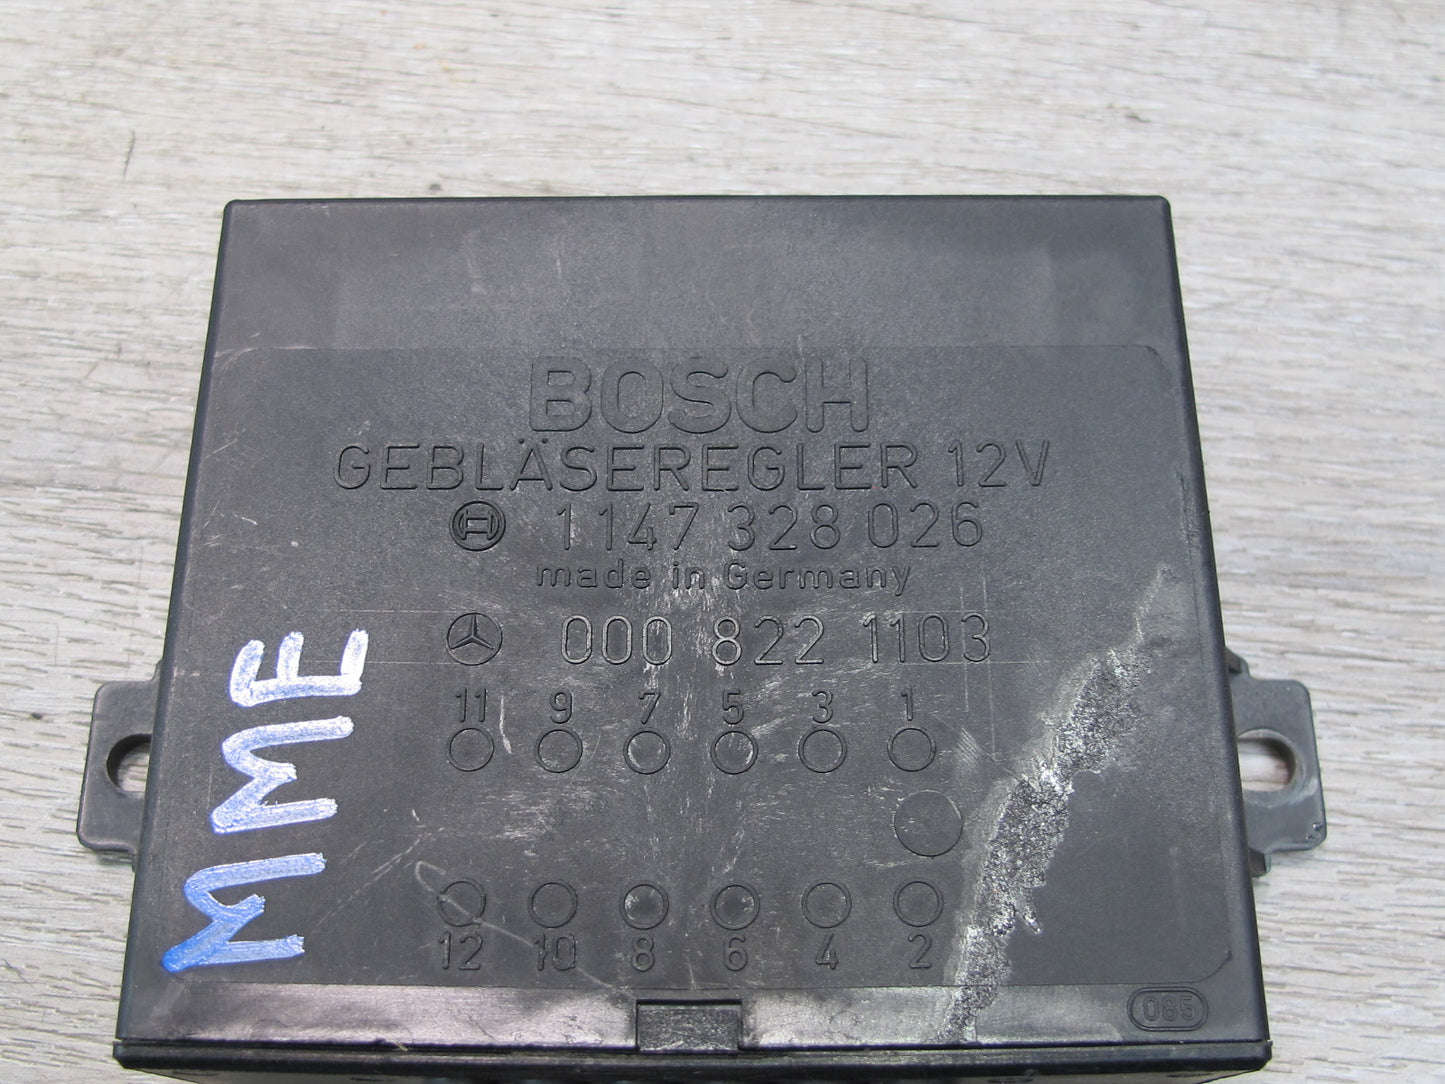 BOSCH
GEBLÄSEREGLER 12V
1 147 328 026
made in Germany
000 822 1103
11 9 7 5 3 1
12 10 8 6 4 2
085
MME